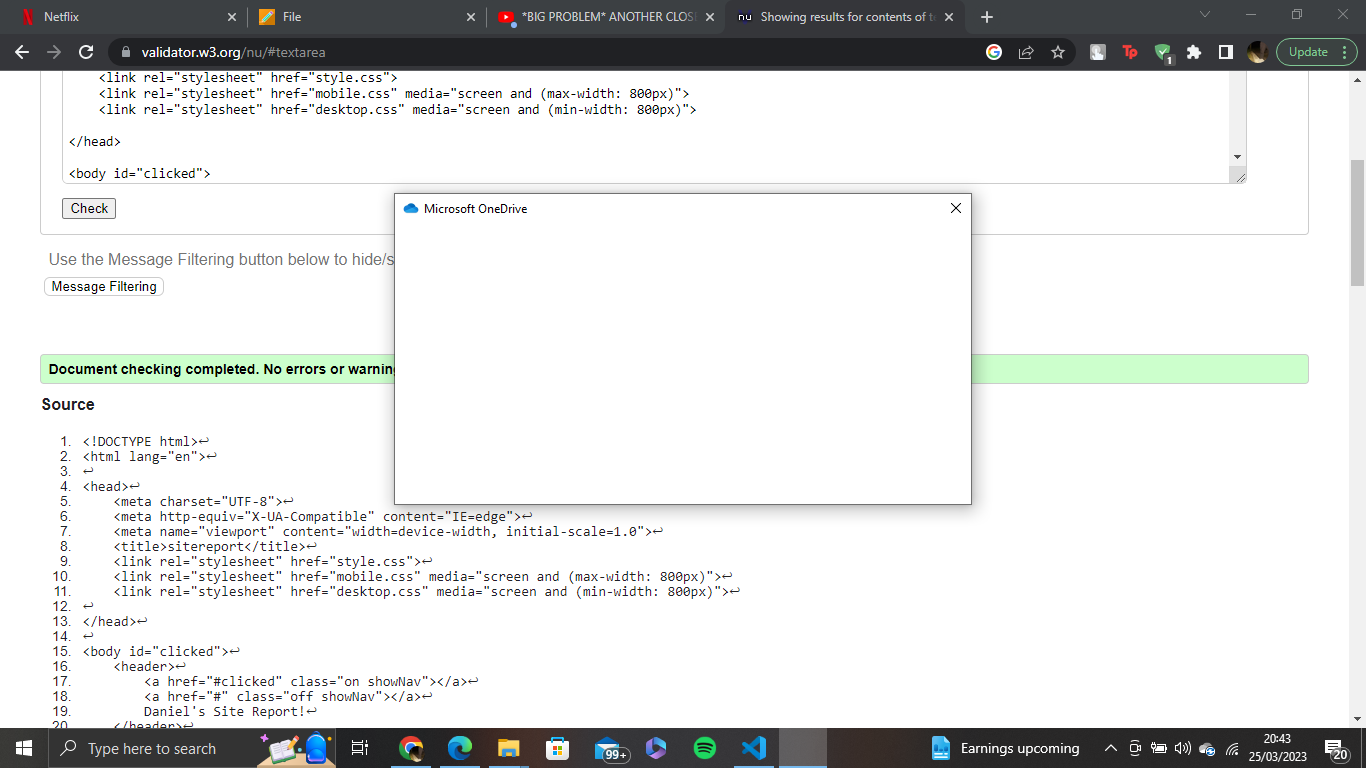 Netflix
File
*BIG PROBLEM* ANOTHER CLOS
Showing results for contents of t
validator.w3.org/nu/#textarea
Update
<link rel="stylesheet" href="style.css">
<link rel="stylesheet" href="mobile.css" media="screen and (max-width: 800px)">
<link rel="stylesheet" href="desktop.css" media="screen and (min-width: 800px)">
</head>
<body id="clicked">
Check
Microsoft OneDrive
Use the Message Filtering button below to hide/s
Message Filtering
Document checking completed. No errors or warnin
Source
1. <!DOCTYPE html>↩
2. <html lang="en">↩
3. ↩
4. <head>↩
5. <meta charset="UTF-8">↩
6. <meta http-equiv="X-UA-Compatible" content="IE=edge">↩
7. <meta name="viewport" content="width=device-width, initial-scale=1.0">↩
8. <title>sitereport</title>↩
9. <link rel="stylesheet" href="style.css">↩
10. <link rel="stylesheet" href="mobile.css" media="screen and (max-width: 800px)">↩
11. <link rel="stylesheet" href="desktop.css" media="screen and (min-width: 800px)">↩
12. ↩
13. </head>↩
14. ↩
15. <body id="clicked">↩
16. <header>↩
17. <a href="#clicked" class="on showNav"></a>↩
18. <a href="#" class="off showNav"></a>↩
19. Daniel's Site Report!↩
20. </header>↩
Type here to search
99+
Earnings upcoming
20:43
25/03/2023
20
nu
Tp
1